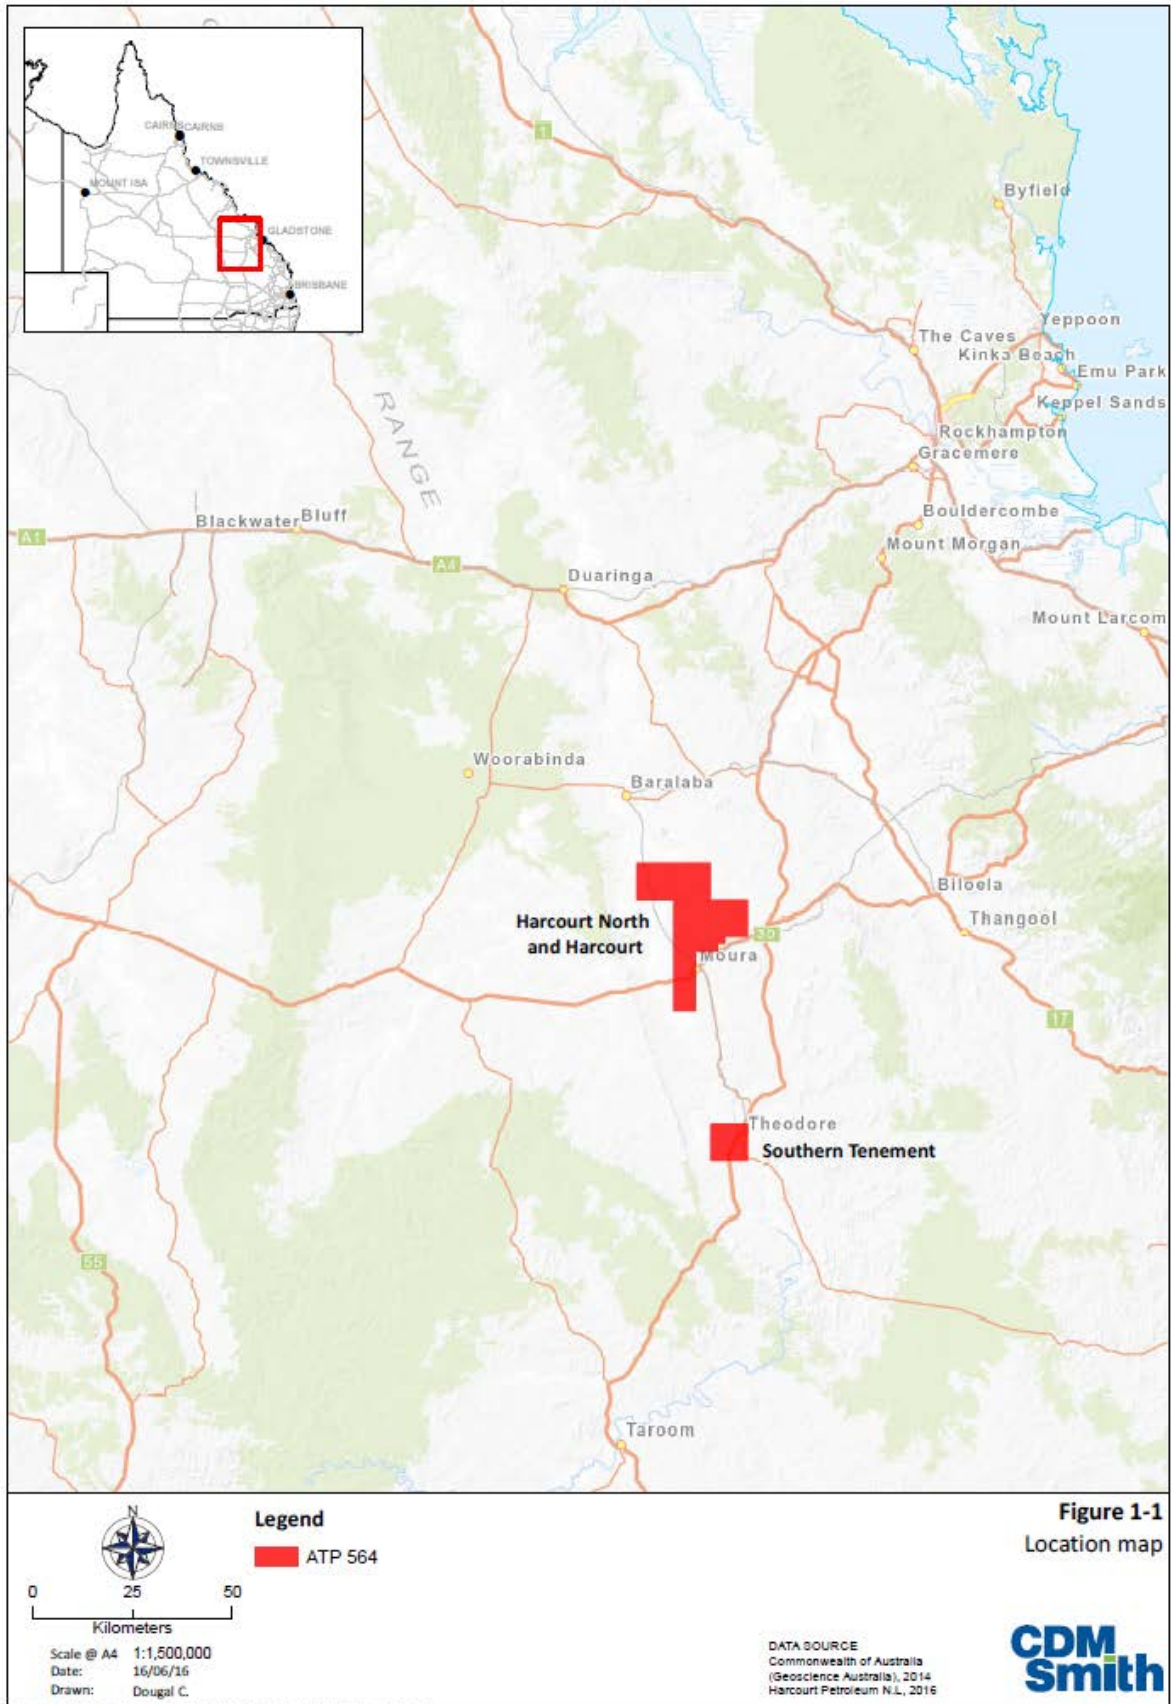 CAIRNS CAIRNS
TOWNSVILLE
MOUNT ISA
GLADSTONE
BRISBANE
1
Byfield
Yeppoon
The Caves
Kinka Beach
Emu Park
Keppel Sands
RANGE
Rockhampton
Gracemere
Bouldercombe
Blackwater
Bluff
A1
Mount Morgan
A4
Duaringa
Mount Larcom
Woorabinda
Baralaba
Biloela
Harcourt North
and Harcourt
Thangool
30
Moura
17
Theodore
Southern Tenement
55
Taroom
N
Legend
ATP 564
Figure 1-1
Location map
0 25 50
Kilometers
Scale @ A4 1:1,500,000
Date: 16/06/16
Drawn: Dougal C.
DATA SOURCE
Commonwealth of Australia
(Geoscience Australia), 2014
Harcourt Petroleum N.L, 2016
CDM
Smith